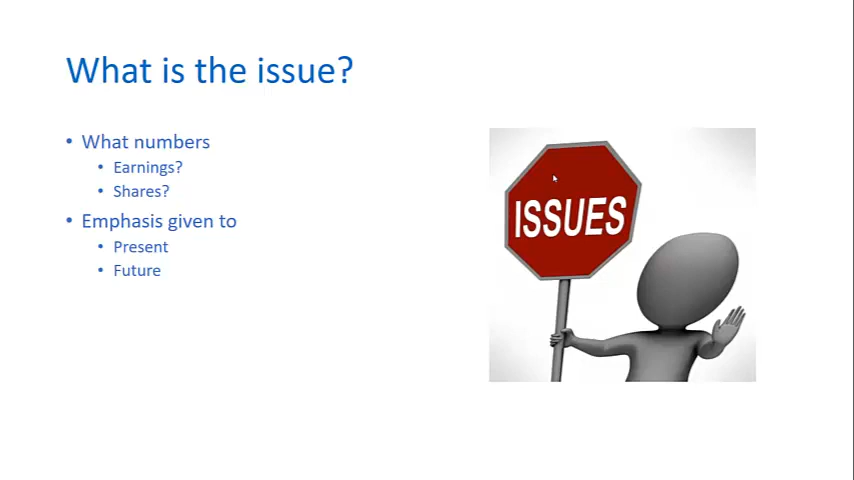 What is the issue?
• What numbers
• Earnings?
• Shares?
• Emphasis given to
• Present
• Future
ISSUES